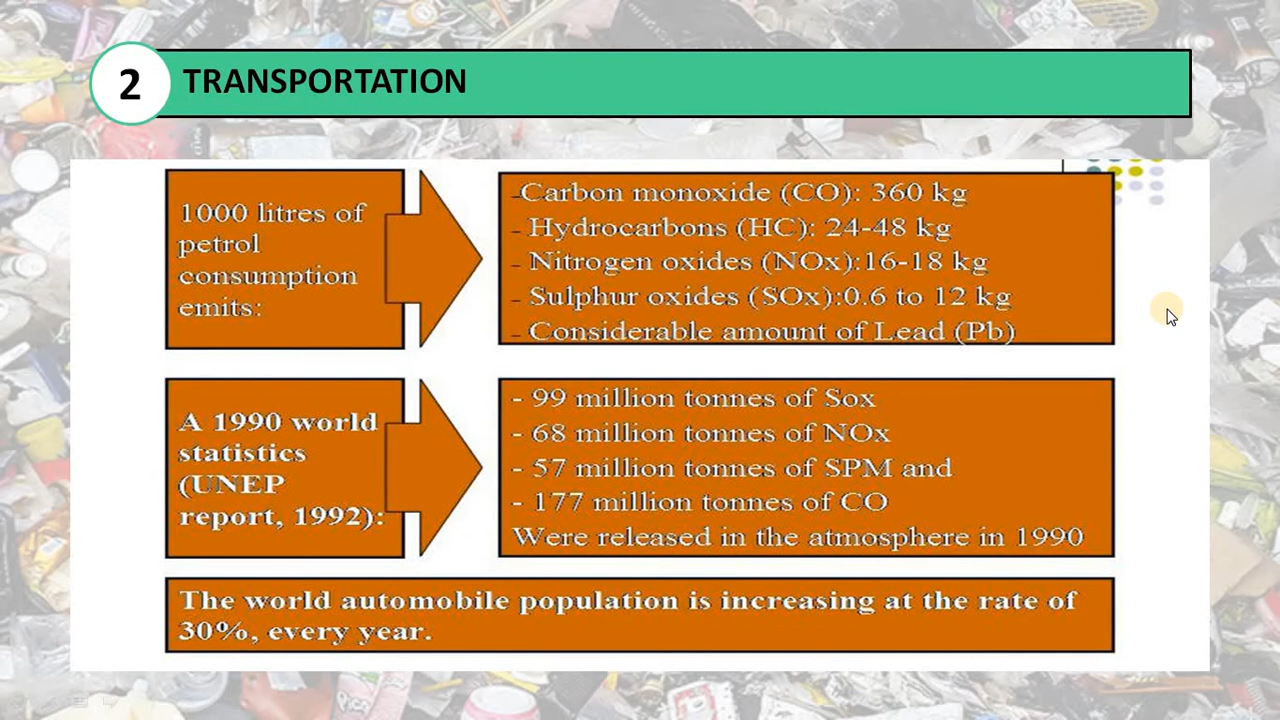 2 TRANSPORTATION
1000 litres of
petrol
consumption
emits:
-Carbon monoxide (CO): 360 kg
- Hydrocarbons (HC): 24-48 kg
- Nitrogen oxides (NOx):16-18 kg
- Sulphur oxides (SOx):0.6 to 12 kg
- Considerable amount of Lead (Pb)
A 1990 world
statistics
(UNEP
report, 1992):
- 99 million tonnes of Sox
- 68 million tonnes of NOx
- 57 million tonnes of SPM and
- 177 million tonnes of CO
Were released in the atmosphere in 1990
The world automobile population is increasing at the rate of
30%, every year.